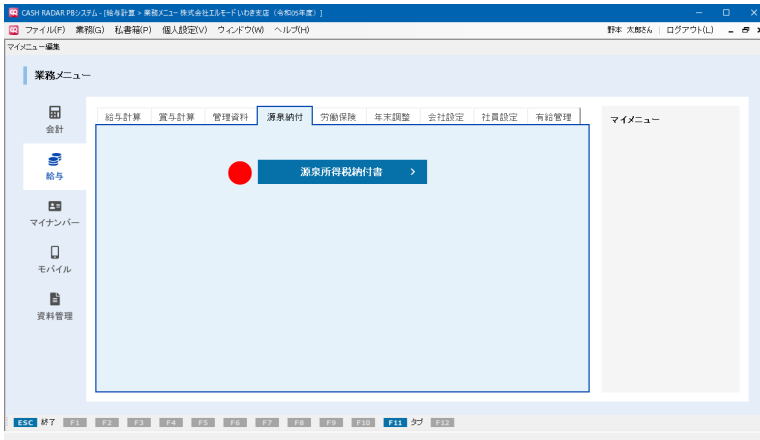 CASH RADAR PBシステム - [給与計算 > 業務メニュー 株式会社エルモードいわき支店（令和05年度）]
ファイル(F) 業務(G) 私書箱(P) 個人設定(V) ウィンドウ(W) ヘルプ(H) 野本 太郎さん ログアウト(L)
マイメニュー編集
業務メニュー
会計
給与
マイナンバー
モバイル
資料管理
給与計算 賞与計算 管理資料 源泉納付 労働保険 年末調整 会社設定 社員設定 有給管理
源泉所得税納付書 >
マイメニュー
ESC 終了 F1 F2 F3 F4 F5 F6 F7 F8 F9 F10 F11 タブ F12